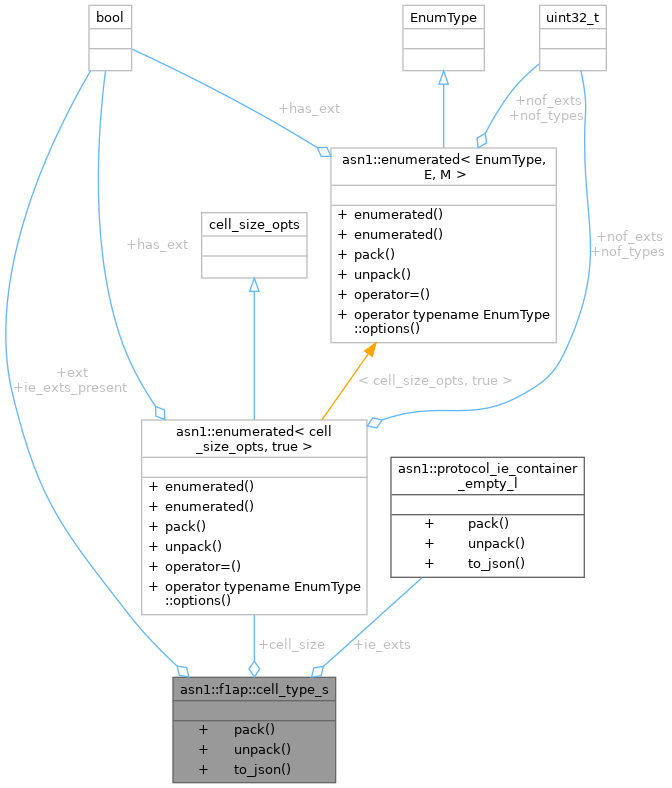 bool
EnumType
uint32_t
+has_ext
+nof_exts
+nof_types
asn1::enumerated< EnumType,
E, M >
+ enumerated()
+ enumerated()
+ pack()
+ unpack()
+ operator=()
+ operator typename EnumType
::options()
cell_size_opts
+has_ext
+nof_exts
+nof_types
+ext
+ie_exts_present
< cell_size_opts, true >
asn1::enumerated< cell
_size_opts, true >
+ enumerated()
+ enumerated()
+ pack()
+ unpack()
+ operator=()
+ operator typename EnumType
::options()
asn1::protocol_ie_container
_empty_l
+ pack()
+ unpack()
+ to_json()
+cell_size
+ie_exts
asn1::f1ap::cell_type_s
+ pack()
+ unpack()
+ to_json()